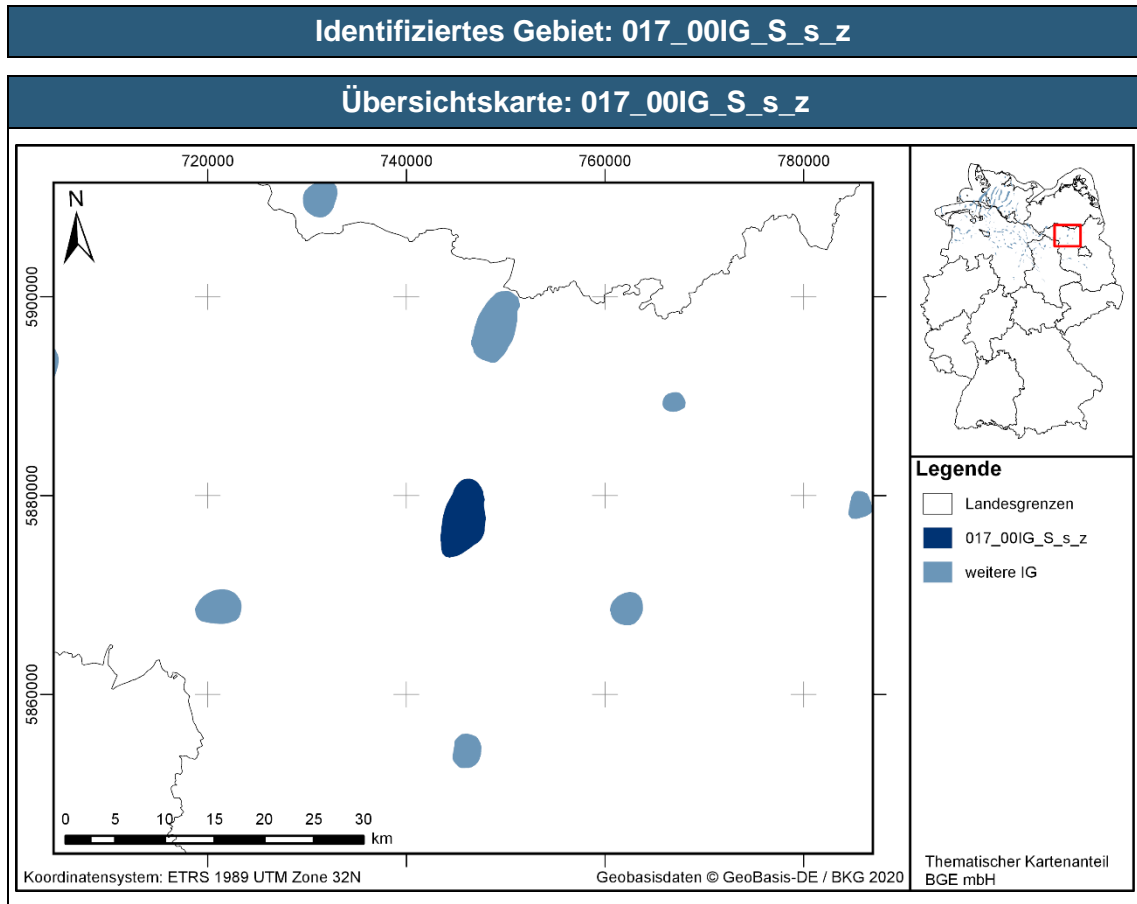 Identifiziertes Gebiet: 017_00IG_S_s_z
Übersichtskarte: 017_00IG_S_s_z
720000 740000 760000 780000
N
5900000
5880000
5860000
0 5 10 15 20 25 30
km
Koordinatensystem: ETRS 1989 UTM Zone 32N
Geobasisdaten © GeoBasis-DE / BKG 2020
Legende
Landesgrenzen
017_00IG_S_s_z
weitere IG
Thematischer Kartenanteil
BGE mbH